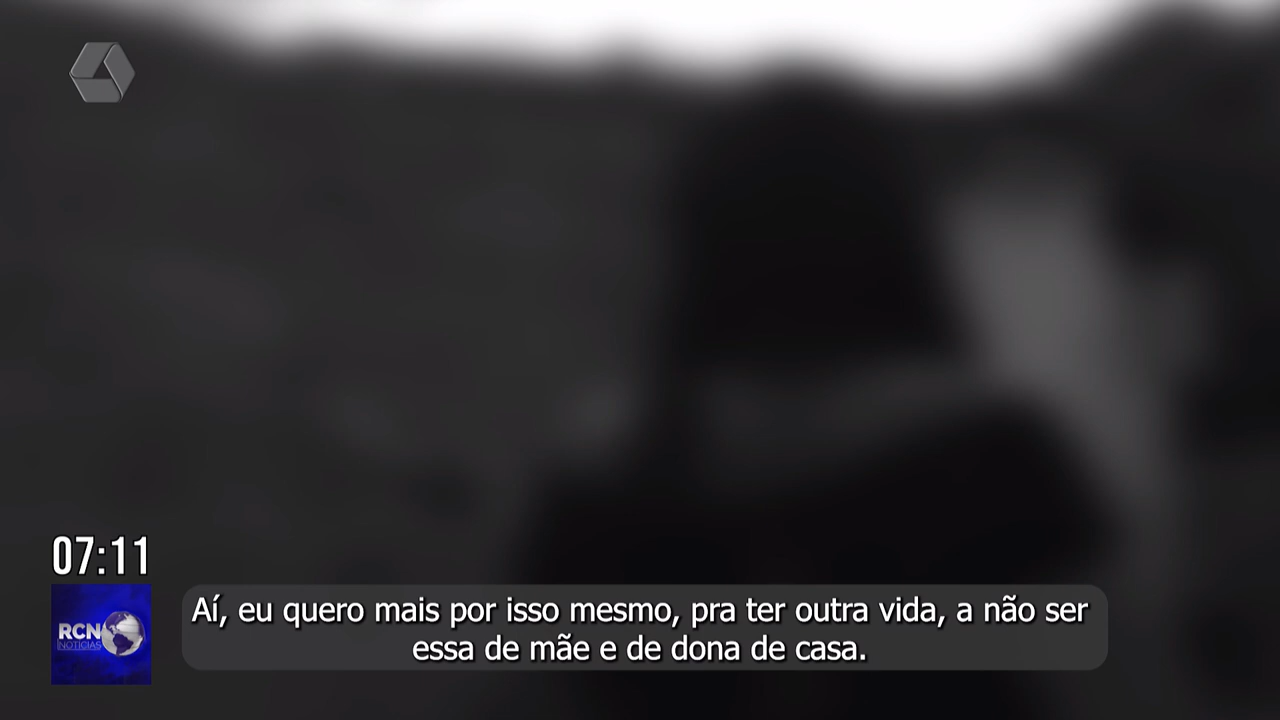 07:11
RCN
NOTÍCIAS
Aí, eu quero mais por isso mesmo, pra ter outra vida, a não ser
essa de mãe e de dona de casa.